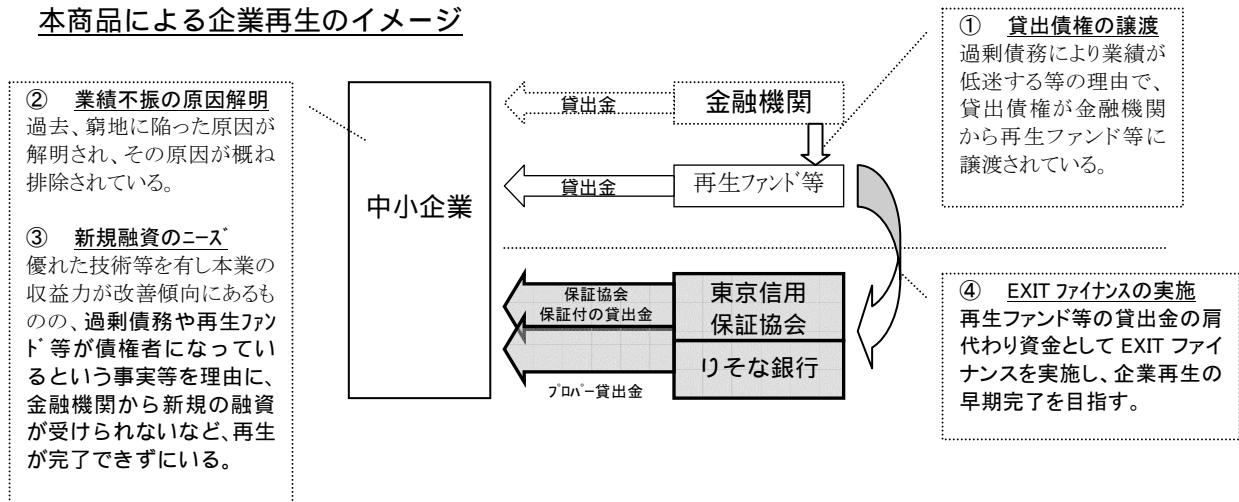 本商品による企業再生のイメージ
① 貸出債権の譲渡
過剰債務により業績が
低迷する等の理由で、
貸出債権が金融機関
から再生ファンド等に
譲渡されている。
② 業績不振の原因解明
過去、窮地に陥った原因が
解明され、その原因が概ね
排除されている。
③ 新規融資のニーズ
優れた技術等を有し本業の
収益力が改善傾向にあるも
のの、過剰債務や再生ファン
ド等が債権者になってい
るという事実等を理由に、
金融機関から新規の融資
が受けられないなど、再生
が完了できずにいる。
中小企業
貸出金
金融機関
貸出金
再生ファンド等
保証協会
保証付の貸出金
東京信用
保証協会
りそな銀行
プロパー貸出金
④ EXIT ファイナンスの実施
再生ファンド等の貸出金の肩
代わり資金として EXIT ファイ
ナンスを実施し、企業再生の
早期完了を目指す。